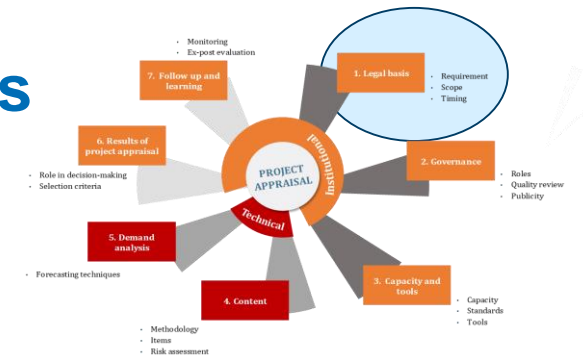 s
• Monitoring
• Ex-post evaluation
7. Follow up and
learning
1. Legal basis
• Requirement
• Scope
• Timing
6. Results of
project appraisal
• Role in decision-making
• Selection criteria
Institutional
PROJECT
APPRAISAL
Technical
2. Governance
• Roles
• Quality review
• Publicity
5. Demand
analysis
• Forecasting techniques
3. Capacity and
tools
• Capacity
• Standards
• Tools
4. Content
• Methodology
• Items
• Risk assessment